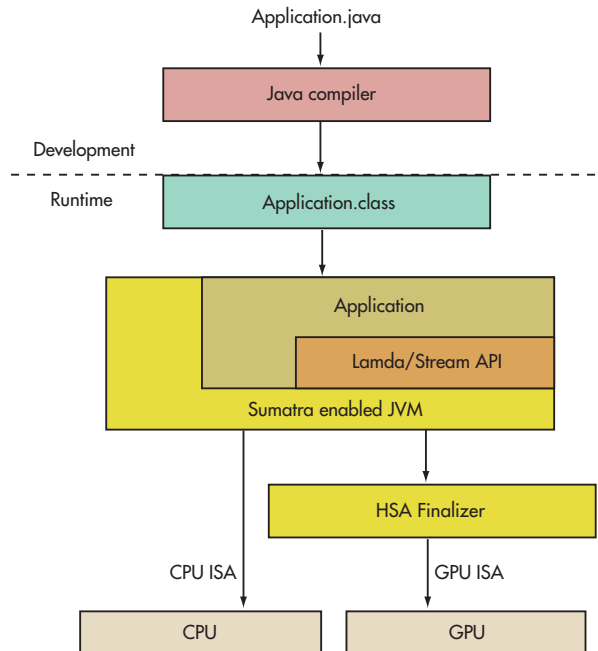 Application.java
Java compiler
Development
Runtime
Application.class
Application
Lamda/Stream API
Sumatra enabled JVM
HSA Finalizer
CPU ISA
GPU ISA
CPU
GPU